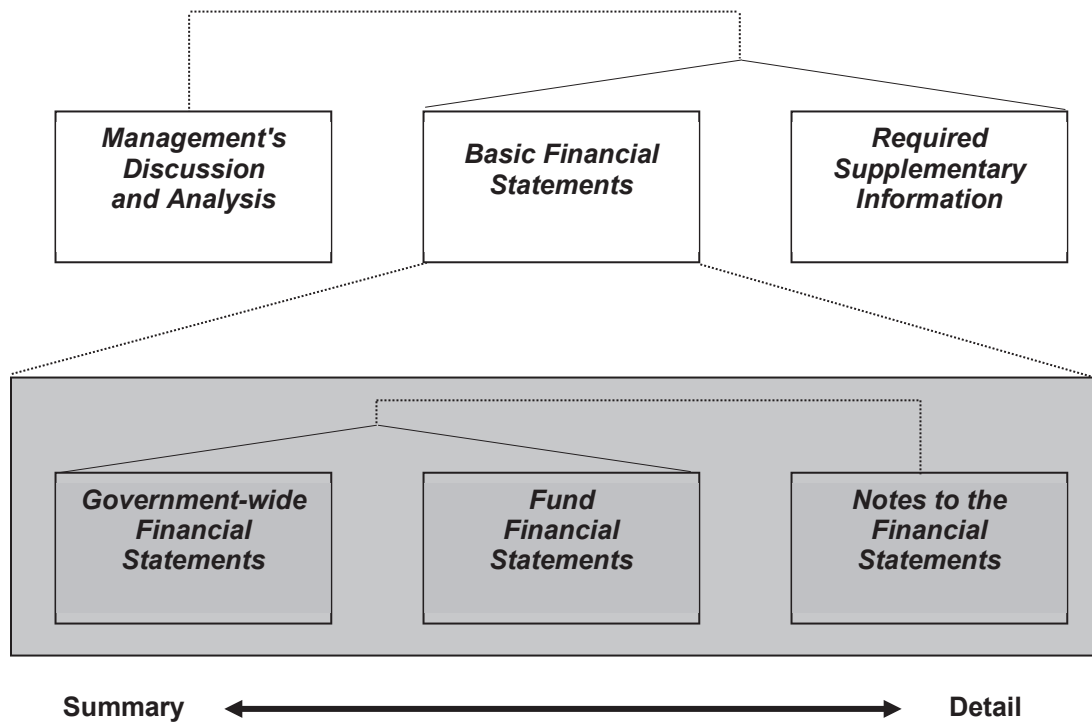 Management's
Discussion
and Analysis
Basic Financial
Statements
Required
Supplementary
Information
Government-wide
Financial
Statements
Fund
Financial
Statements
Notes to the
Financial
Statements
Summary
Detail